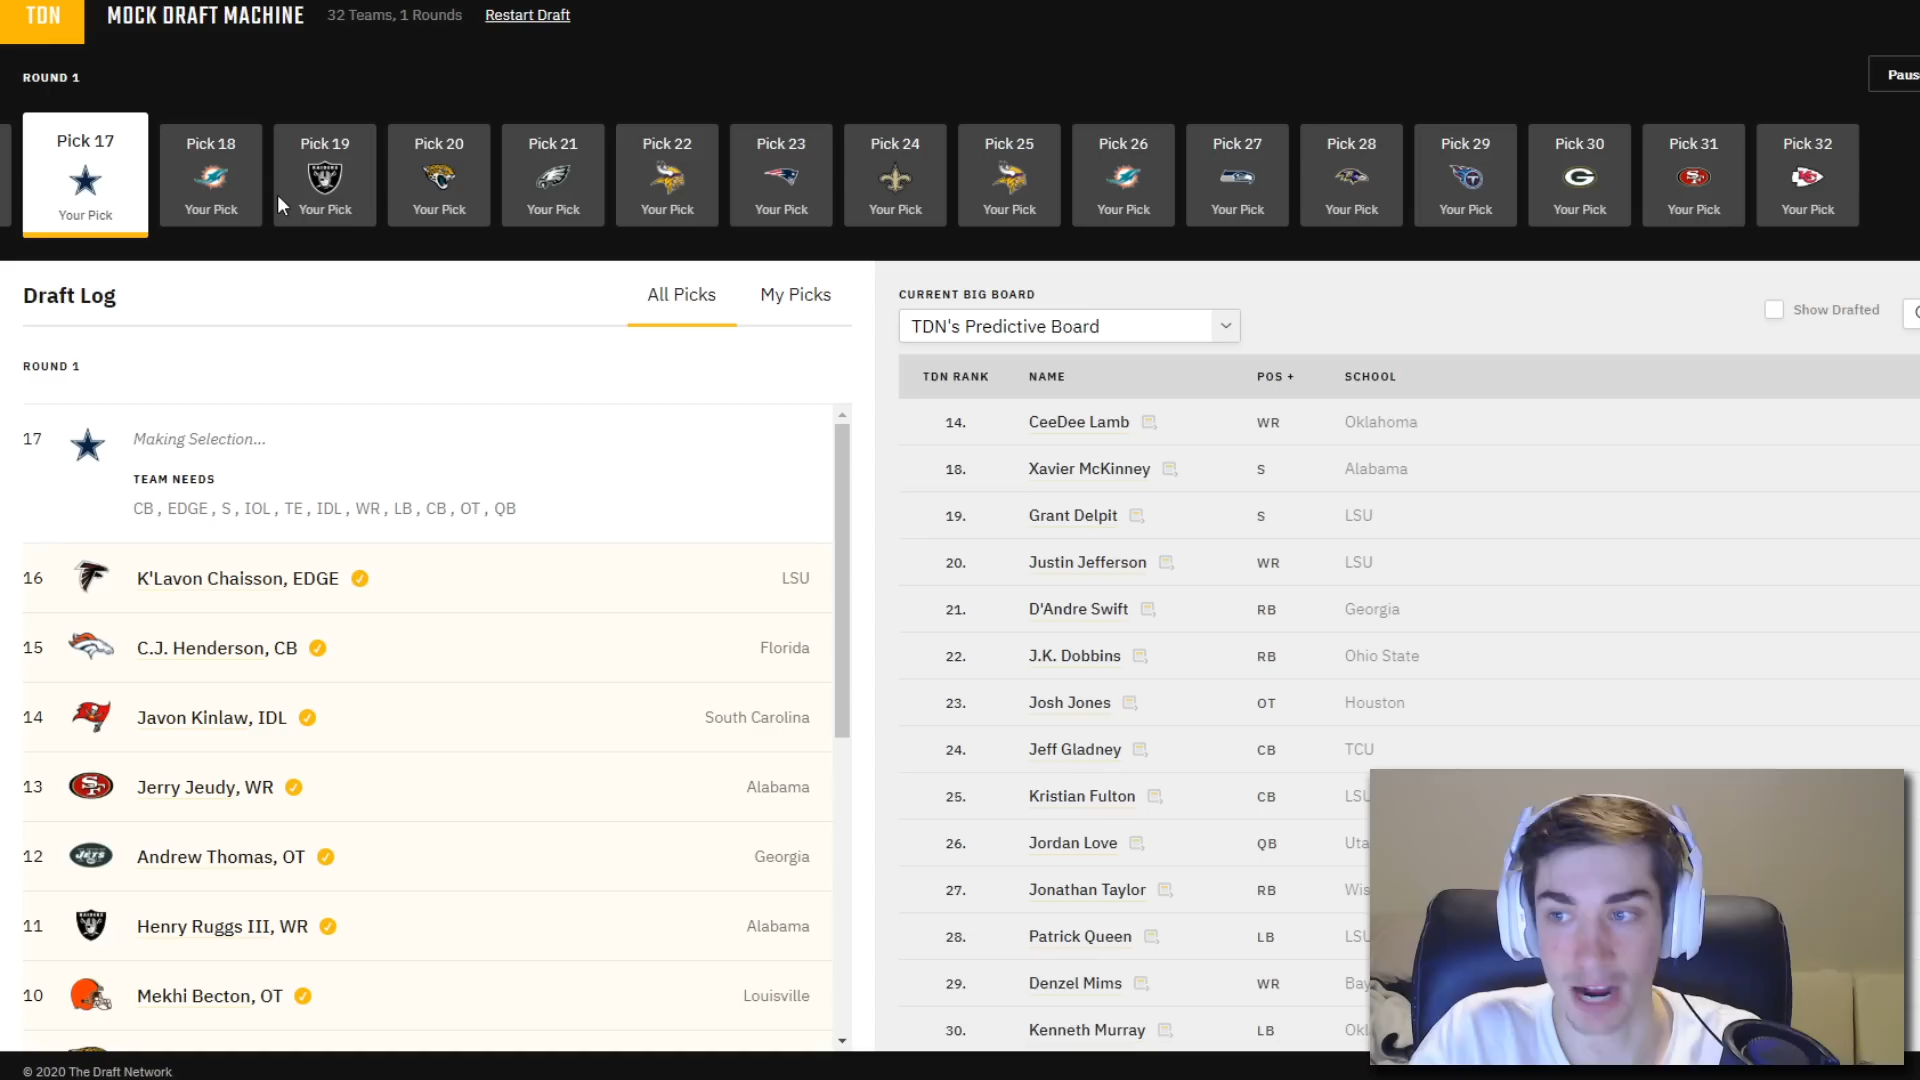 TDN MOCK DRAFT MACHINE 32 Teams, 1 Rounds Restart Draft
ROUND 1
Paus
Pick 17 Pick 18 Pick 19 Pick 20 Pick 21 Pick 22 Pick 23 Pick 24 Pick 25 Pick 26 Pick 27 Pick 28 Pick 29 Pick 30 Pick 31 Pick 32
Your Pick Your Pick Your Pick Your Pick Your Pick Your Pick Your Pick Your Pick Your Pick Your Pick Your Pick Your Pick Your Pick Your Pick Your Pick Your Pick
Draft Log All Picks My Picks
ROUND 1
17 Making Selection...
TEAM NEEDS
CB , EDGE , S , IOL , TE , IDL , WR , LB , CB , OT , QB
16 K'Lavon Chaisson, EDGE LSU
15 C.J. Henderson, CB Florida
14 Javon Kinlaw, IDL South Carolina
13 Jerry Jeudy, WR Alabama
12 JETS Andrew Thomas, OT Georgia
11 RAIDERS Henry Ruggs III, WR Alabama
10 Mekhi Becton, OT Louisville
CURRENT BIG BOARD
TDN's Predictive Board
Show Drafted
TDN RANK NAME POS + SCHOOL
14. CeeDee Lamb WR Oklahoma
18. Xavier McKinney S Alabama
19. Grant Delpit S LSU
20. Justin Jefferson WR LSU
21. D'Andre Swift RB Georgia
22. J.K. Dobbins RB Ohio State
23. Josh Jones OT Houston
24. Jeff Gladney CB TCU
25. Kristian Fulton CB LSU
26. Jordan Love QB Uta
27. Jonathan Taylor RB Wis
28. Patrick Queen LB LSU
29. Denzel Mims WR Bay
30. Kenneth Murray LB Okl
© 2020 The Draft Network